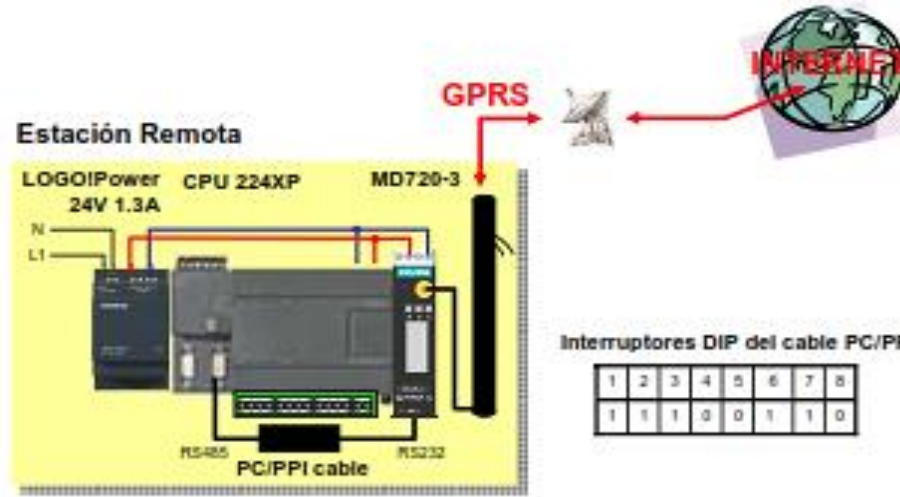 INTERNE
GPRS
Estación Remota
LOGO!Power CPU 224XP MD720-3
24V 1.3A
N
L1
Interruptores DIP del cable PC/PP
1 2 3 4 5 6 7 8
1 1 1 0 0 1 1 0
RS485 RS232
PC/PPI cable